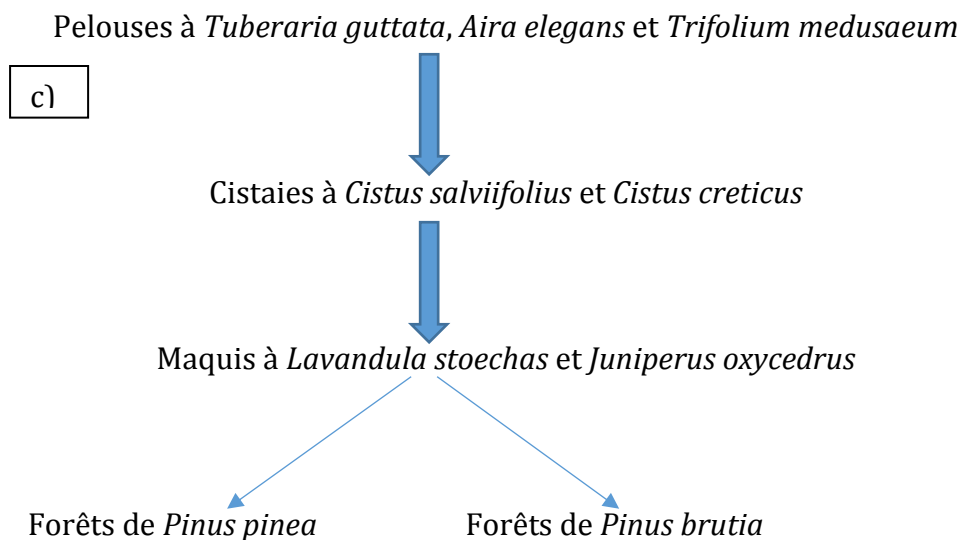 Pelouses à Tuberaria guttata, Aira elegans et Trifolium medusaeum
c)
Cistaies à Cistus salviifolius et Cistus creticus
Maquis à Lavandula stoechas et Juniperus oxycedrus
Forêts de Pinus pinea
Forêts de Pinus brutia